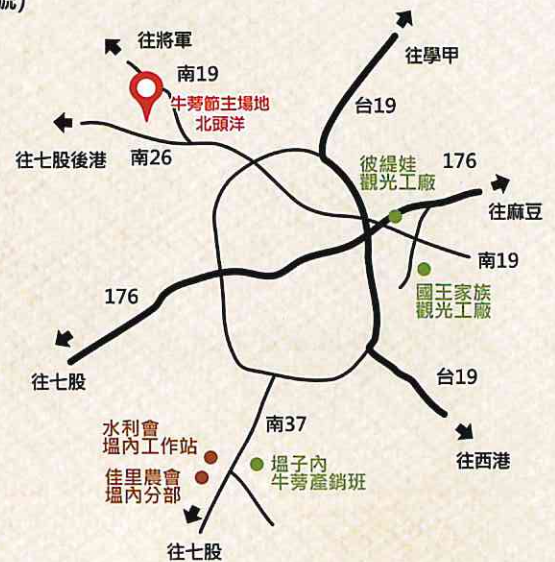 號)
往將軍
南19
往學甲
台19
牛蒡節主場地
北頭洋
往七股後港
南26
彼緹娃
觀光工廠
176
往麻豆
南19
國王家族
觀光工廠
176
往七股
台19
南37
往西港
水利會
塭內工作站
佳里農會
塭內分部
塭子內
牛蒡產銷班
往七股